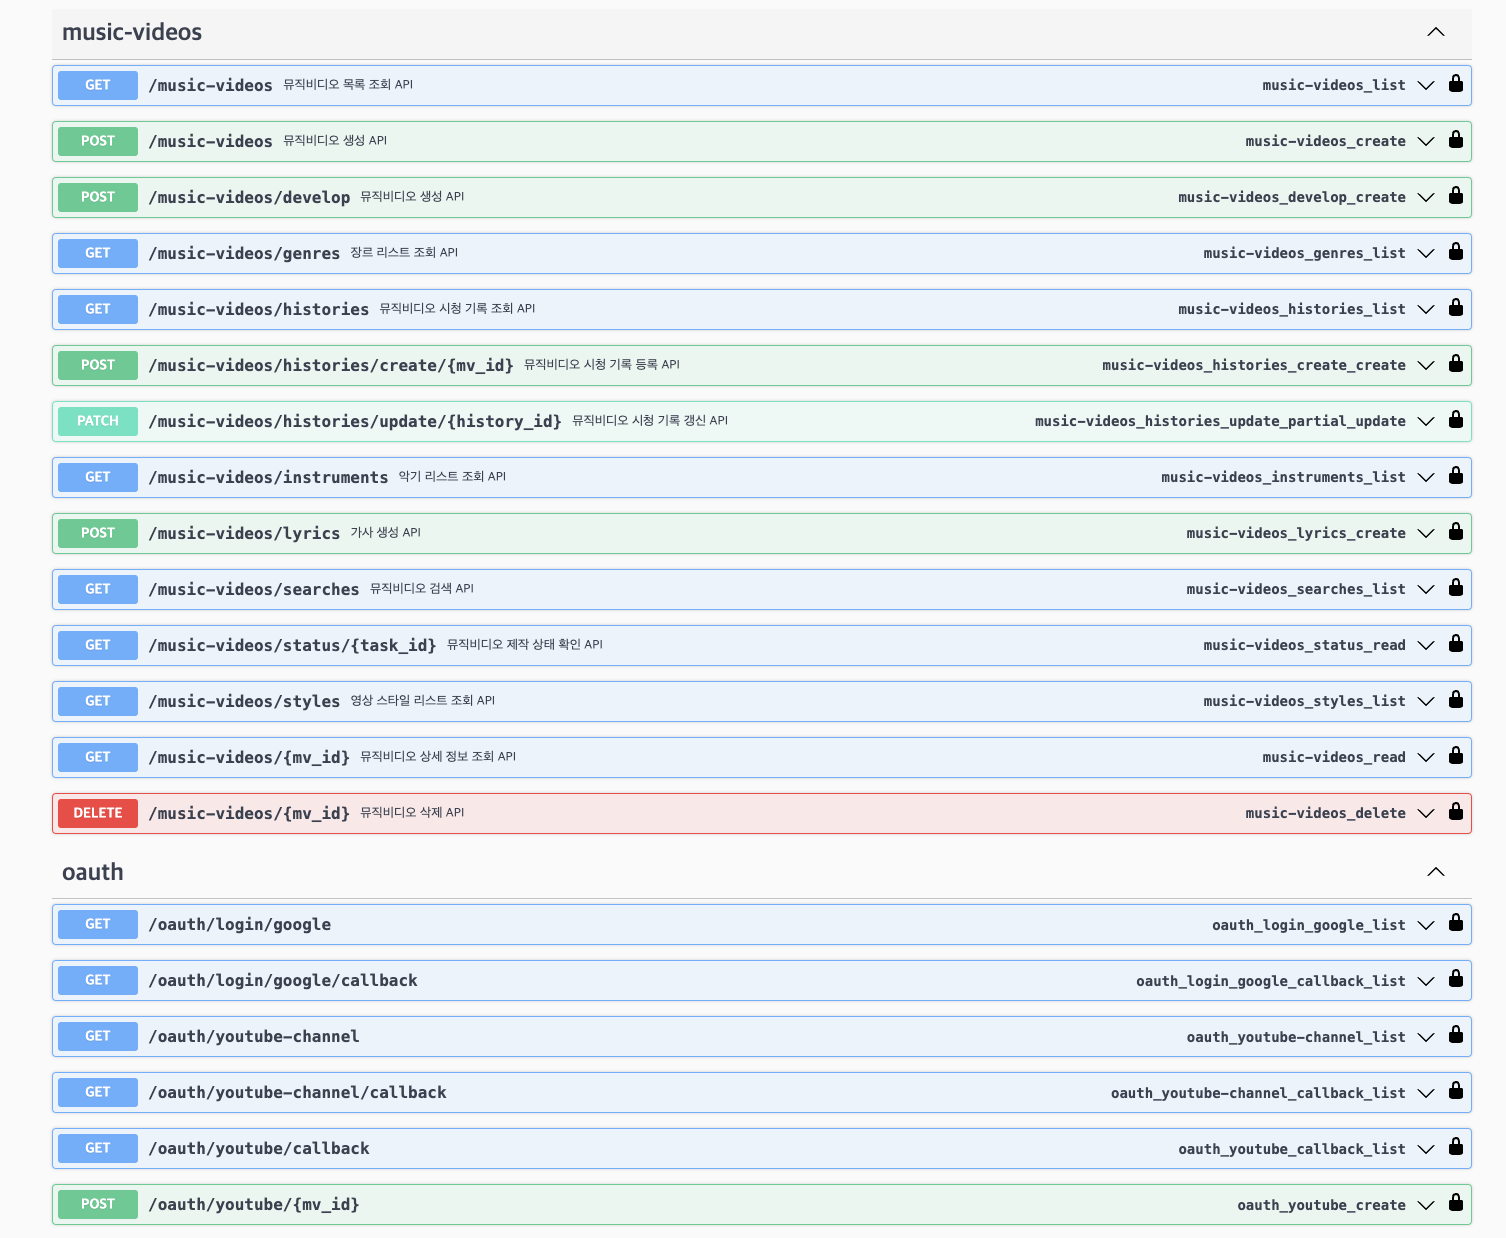 music-videos
GET /music-videos 뮤직비디오 목록 조회 API music-videos_list
POST /music-videos 뮤직비디오 생성 API music-videos_create
POST /music-videos/develop 뮤직비디오 생성 API music-videos_develop_create
GET /music-videos/genres 장르 리스트 조회 API music-videos_genres_list
GET /music-videos/histories 뮤직비디오 시청 기록 조회 API music-videos_histories_list
POST /music-videos/histories/create/{mv_id} 뮤직비디오 시청 기록 등록 API music-videos_histories_create_create
PATCH /music-videos/histories/update/{history_id} 뮤직비디오 시청 기록 갱신 API music-videos_histories_update_partial_update
GET /music-videos/instruments 악기 리스트 조회 API music-videos_instruments_list
POST /music-videos/lyrics 가사 생성 API music-videos_lyrics_create
GET /music-videos/searches 뮤직비디오 검색 API music-videos_searches_list
GET /music-videos/status/{task_id} 뮤직비디오 제작 상태 확인 API music-videos_status_read
GET /music-videos/styles 영상 스타일 리스트 조회 API music-videos_styles_list
GET /music-videos/{mv_id} 뮤직비디오 상세 정보 조회 API music-videos_read
DELETE /music-videos/{mv_id} 뮤직비디오 삭제 API music-videos_delete
oauth
GET /oauth/login/google oauth_login_google_list
GET /oauth/login/google/callback oauth_login_google_callback_list
GET /oauth/youtube-channel oauth_youtube-channel_list
GET /oauth/youtube-channel/callback oauth_youtube-channel_callback_list
GET /oauth/youtube/callback oauth_youtube_callback_list
POST /oauth/youtube/{mv_id} oauth_youtube_create